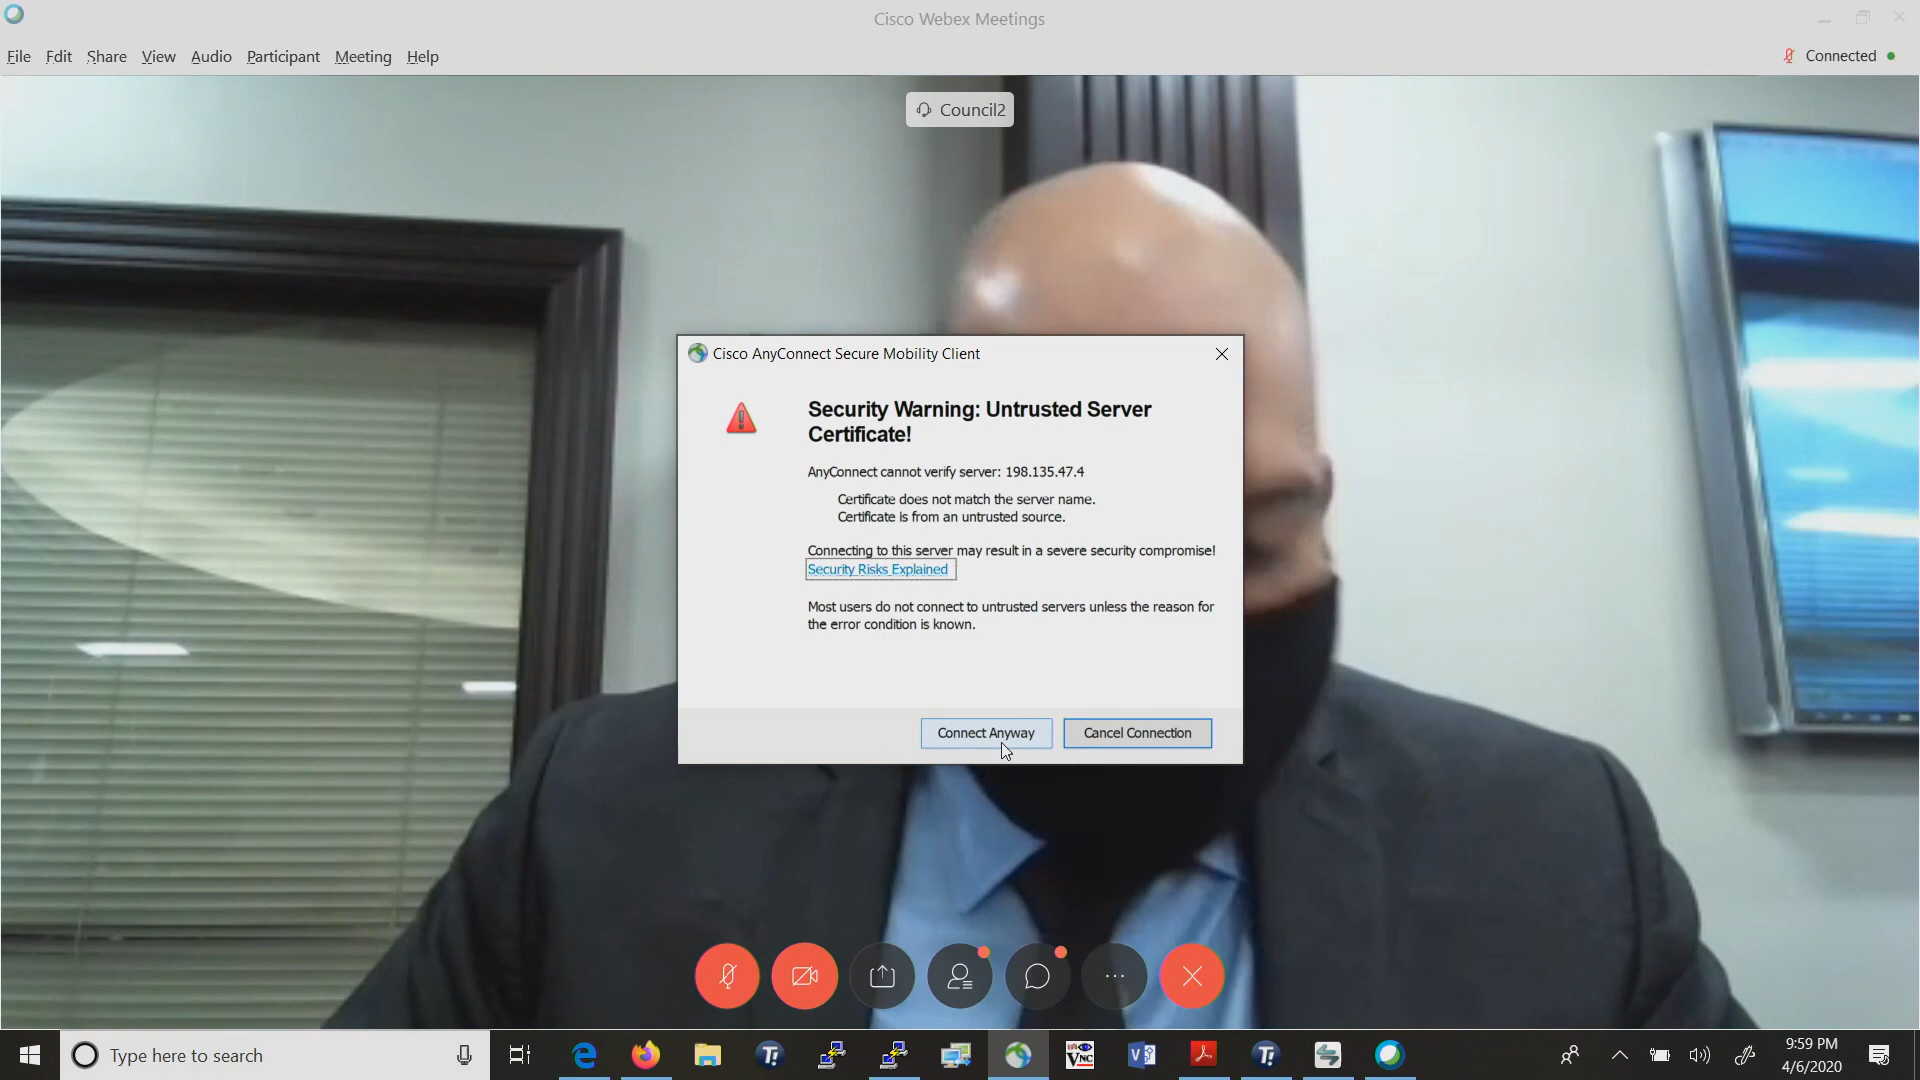 Cisco Webex Meetings
File Edit Share View Audio Participant Meeting Help
Connected
Council2
Cisco AnyConnect Secure Mobility Client
Security Warning: Untrusted Server
Certificate!
AnyConnect cannot verify server: 198.135.47.4
Certificate does not match the server name.
Certificate is from an untrusted source.
Connecting to this server may result in a severe security compromise!
Security Risks Explained
Most users do not connect to untrusted servers unless the reason for
the error condition is known.
Connect Anyway
Cancel Connection
Type here to search
VNC
9:59 PM
4/6/2020